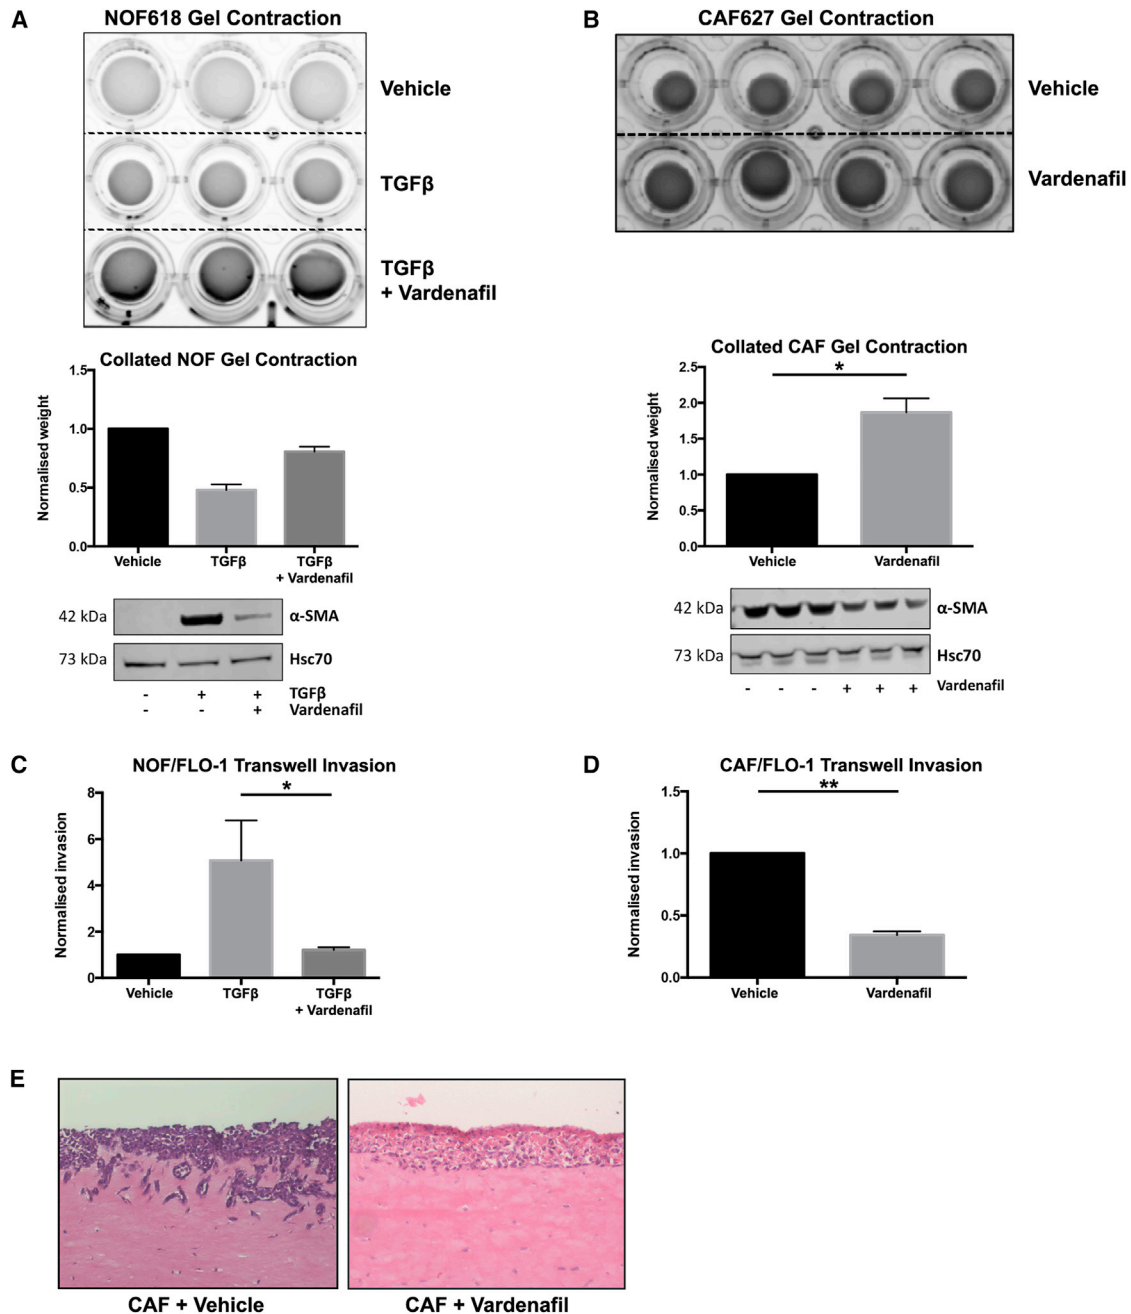 A
NOF618 Gel Contraction
Vehicle
TGFβ
TGFβ
+ Vardenafil
Collated NOF Gel Contraction
Normalised weight
1.5
1.0
0.5
0.0
Vehicle
TGFβ
TGFβ
+ Vardenafil
42 kDa
α-SMA
73 kDa
Hsc70
- + + TGFβ
- - + Vardenafil
B
CAF627 Gel Contraction
Vehicle
Vardenafil
Collated CAF Gel Contraction
*
Normalised weight
2.5
2.0
1.5
1.0
0.5
0.0
Vehicle
Vardenafil
42 kDa
α-SMA
73 kDa
Hsc70
- - - + + + Vardenafil
C
NOF/FLO-1 Transwell Invasion
*
Normalised invasion
8
6
4
2
0
Vehicle
TGFβ
TGFβ
+ Vardenafil
D
CAF/FLO-1 Transwell Invasion
**
Normalised invasion
1.5
1.0
0.5
0.0
Vehicle
Vardenafil
E
CAF + Vehicle
CAF + Vardenafil